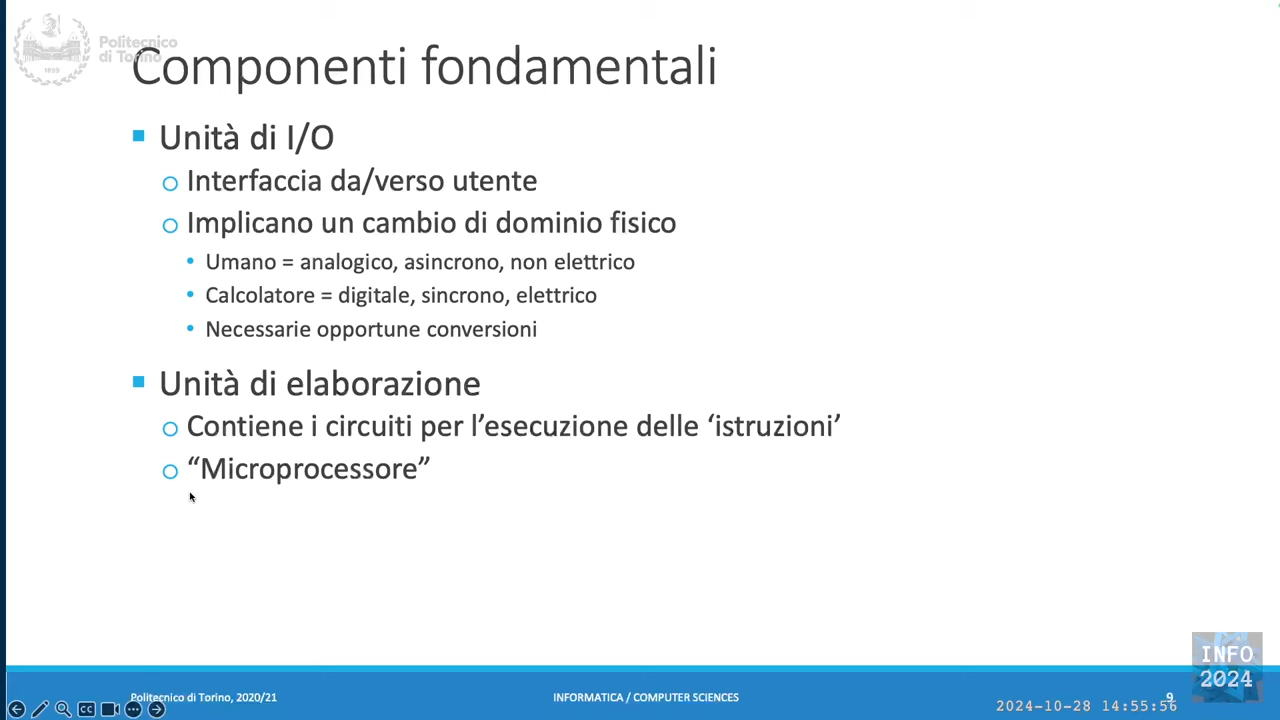 Politecnico
di Torino
Componenti fondamentali
Unità di I/O
Interfaccia da/verso utente
Implicano un cambio di dominio fisico
Umano = analogico, asincrono, non elettrico
Calcolatore = digitale, sincrono, elettrico
Necessarie opportune conversioni
Unità di elaborazione
Contiene i circuiti per l’esecuzione delle ‘istruzioni’
“Microprocessore”
INFO
2024
Politecnico di Torino, 2020/21
INFORMATICA / COMPUTER SCIENCES
9
CC
2024-10-28 14:55:56